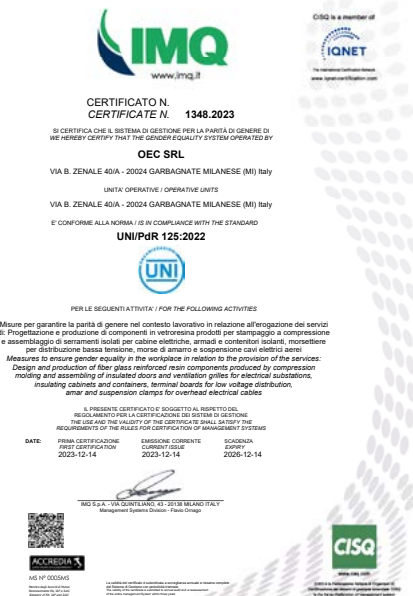 IMQ
www.imq.it
CISQ is a member of
IQNET
The International Certification Network
www.iqnet-certification.com
CERTIFICATO N.
CERTIFICATE N. 1348.2023
SI CERTIFICA CHE IL SISTEMA DI GESTIONE PER LA PARITÀ DI GENERE DI
WE HEREBY CERTIFY THAT THE GENDER EQUALITY SYSTEM OPERATED BY
OEC SRL
VIA B. ZENALE 40/A - 20024 GARBAGNATE MILANESE (MI) Italy
UNITA' OPERATIVE / OPERATIVE UNITS
VIA B. ZENALE 40/A - 20024 GARBAGNATE MILANESE (MI) Italy
E' CONFORME ALLA NORMA / IS IN COMPLIANCE WITH THE STANDARD
UNI/PdR 125:2022
UNI
PER LE SEGUENTI ATTIVITA' / FOR THE FOLLOWING ACTIVITIES
Misure per garantire la parità di genere nel contesto lavorativo in relazione all'erogazione dei servizi
di: Progettazione e produzione di componenti in vetroresina prodotti per stampaggio a compressione
e assemblaggio di serramenti isolati per cabine elettriche, armadi e contenitori isolanti, morsettiere
per distribuzione bassa tensione, morse di amarro e sospensione cavi elettrici aerei
Measures to ensure gender equality in the workplace in relation to the provision of the services:
Design and production of fiber glass reinforced resin components produced by compression
molding and assembling of insulated doors and ventilation grilles for electrical substations,
insulating cabinets and containers, terminal boards for low voltage distribution,
amar and suspension clamps for overhead electrical cables
IL PRESENTE CERTIFICATO E' SOGGETTO AL RISPETTO DEL
REGOLAMENTO PER LA CERTIFICAZIONE DEI SISTEMI DI GESTIONE
THE USE AND THE VALIDITY OF THE CERTIFICATE SHALL SATISFY THE
REQUIREMENTS OF THE RULES FOR CERTIFICATION OF MANAGEMENT SYSTEMS
DATE: PRIMA CERTIFICAZIONE EMISSIONE CORRENTE SCADENZA
FIRST CERTIFICATION CURRENT ISSUE EXPIRY
2023-12-14 2023-12-14 2026-12-14
IMQ S.p.A. - VIA QUINTILIANO, 43 - 20138 MILANO ITALY
Management Systems Division - Flavio Ornago
ACCREDIA
MS N° 0005MS
CISQ
www.cisq.com